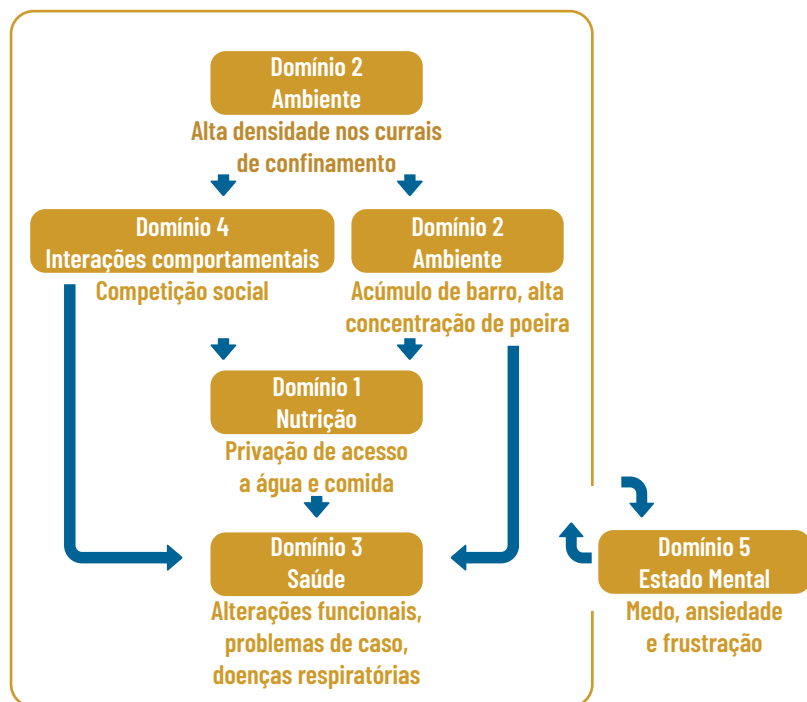 Domínio 2
Ambiente
Alta densidade nos currais
de confinamento
Domínio 4
Interações comportamentais
Competição social
Domínio 2
Ambiente
Acúmulo de barro, alta
concentração de poeira
Domínio 1
Nutrição
Privação de acesso
a água e comida
Domínio 3
Saúde
Alterações funcionais,
problemas de caso,
doenças respiratórias
Domínio 5
Estado Mental
Medo, ansiedade
e frustração